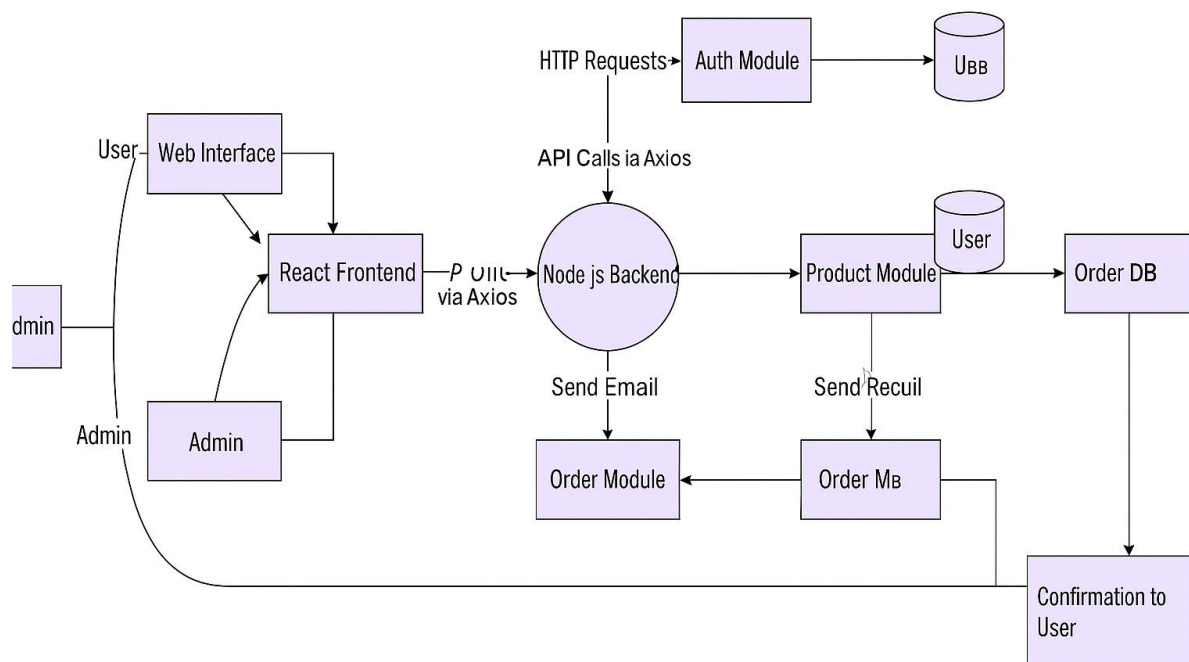 HTTP Requests
Auth Module
UBB
User
Web Interface
API Calls ia Axios
React Frontend
via Axios
Node js Backend
Product Module
User
Order DB
dmin
Admin
Admin
Send Email
Send Recuil
Order Module
Order MB
Confirmation to
User